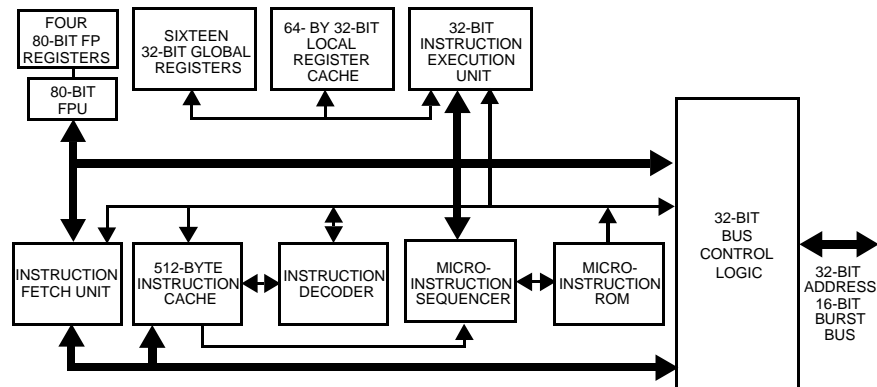 FOUR
80-BIT FP
REGISTERS
80-BIT
FPU
SIXTEEN
32-BIT GLOBAL
REGISTERS
64- BY 32-BIT
LOCAL
REGISTER
CACHE
32-BIT
INSTRUCTION
EXECUTION
UNIT
INSTRUCTION
FETCH UNIT
512-BYTE
INSTRUCTION
CACHE
INSTRUCTION
DECODER
MICRO-
INSTRUCTION
SEQUENCER
MICRO-
INSTRUCTION
ROM
32-BIT
BUS
CONTROL
LOGIC
32-BIT
ADDRESS
16-BIT
BURST
BUS